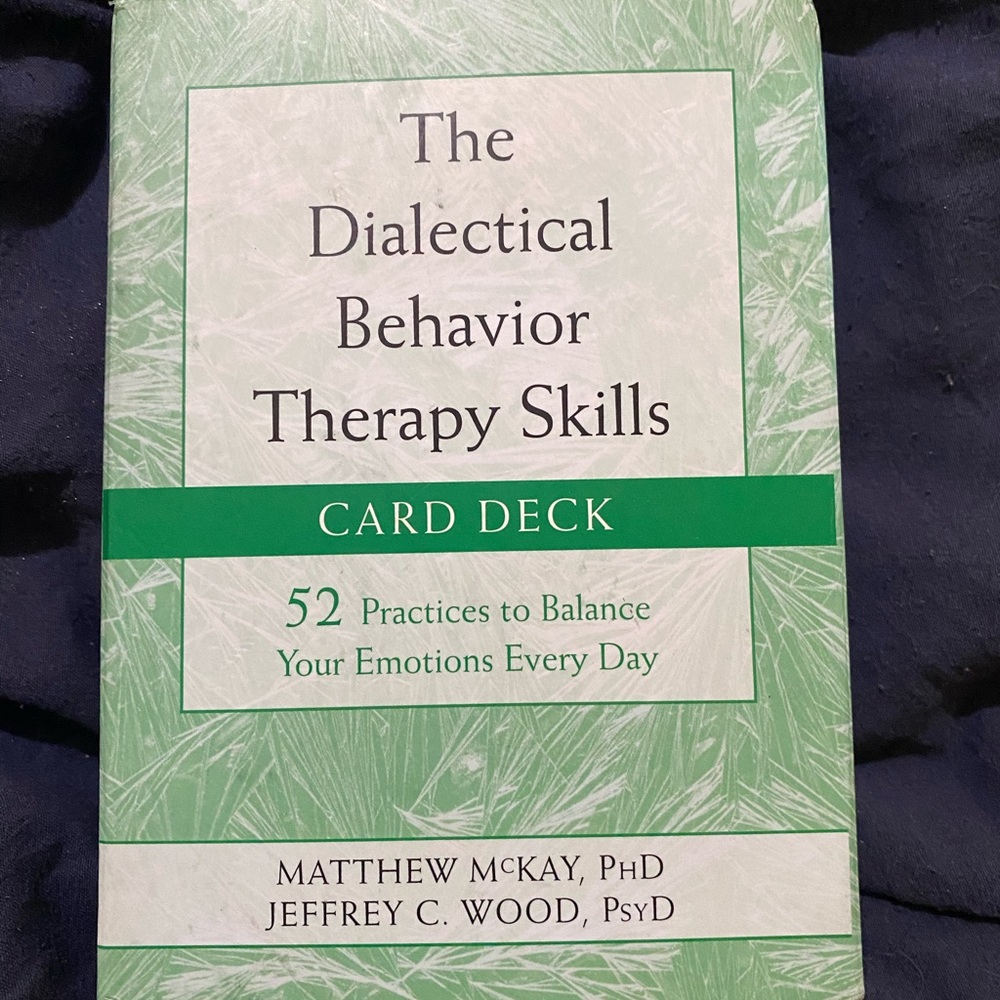 The
Dialectical
Behavior
Therapy Skills
CARD DECK
52 Practices to Balance
Your Emotions Every Day
MATTHEW McKAY, PhD
JEFFREY C. WOOD, PsyD